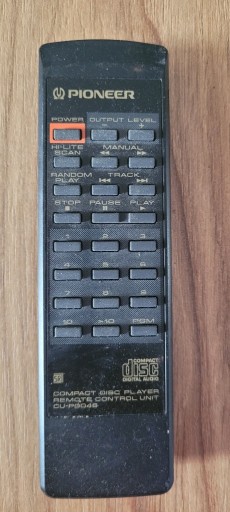 PIONEER
POWER OUTPUT LEVEL
- +
HI-LITE SCAN MANUAL
RANDOM PLAY TRACK
STOP PAUSE PLAY
1 2 3
4 5 6
7 8 9
10 >10 PGM
COMPACT
disc
DIGITAL AUDIO
COMPACT DISC PLAYER
REMOTE CONTROL UNIT